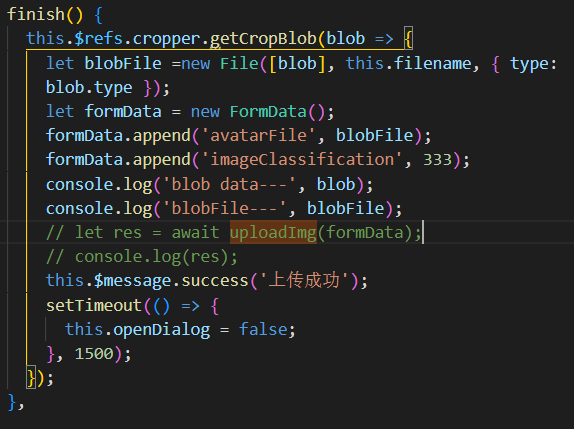 finish() {
this.$refs.cropper.getCropBlob(blob => {
let blobFile =new File([blob], this.filename, { type:
blob.type });
let formData = new FormData();
formData.append('avatarFile', blobFile);
formData.append('imageClassification', 333);
console.log('blob data---', blob);
console.log('blobFile---', blobFile);
// let res = await uploadImg(formData);
// console.log(res);
this.$message.success('上传成功');
setTimeout(() => {
this.openDialog = false;
}, 1500);
});
},